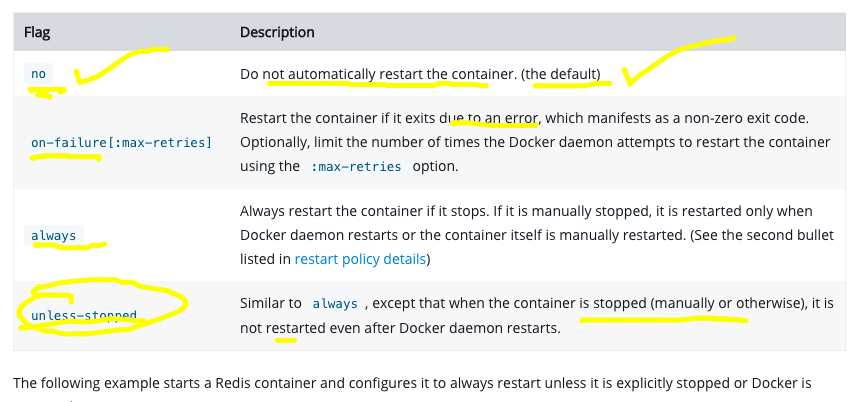 Flag Description
no Do not automatically restart the container. (the default)
Restart the container if it exits due to an error, which manifests as a non-zero exit code.
on-failure[:max-retries] Optionally, limit the number of times the Docker daemon attempts to restart the container
using the :max-retries option.
Always restart the container if it stops. If it is manually stopped, it is restarted only when
always Docker daemon restarts or the container itself is manually restarted. (See the second bullet
listed in restart policy details)
unless-stopped Similar to always , except that when the container is stopped (manually or otherwise), it is
not restarted even after Docker daemon restarts.
The following example starts a Redis container and configures it to always restart unless it is explicitly stopped or Docker is